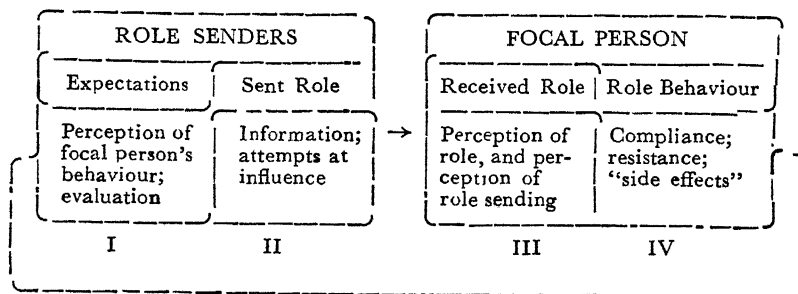 ROLE SENDERS
Expectations
Sent Role
Perception of
focal person's
behaviour;
evaluation
Information;
attempts at
influence
I
II
→
FOCAL PERSON
Received Role
Role Behaviour
Perception of
role, and per-
ception of
role sending
Compliance;
resistance;
"side effects"
III
IV